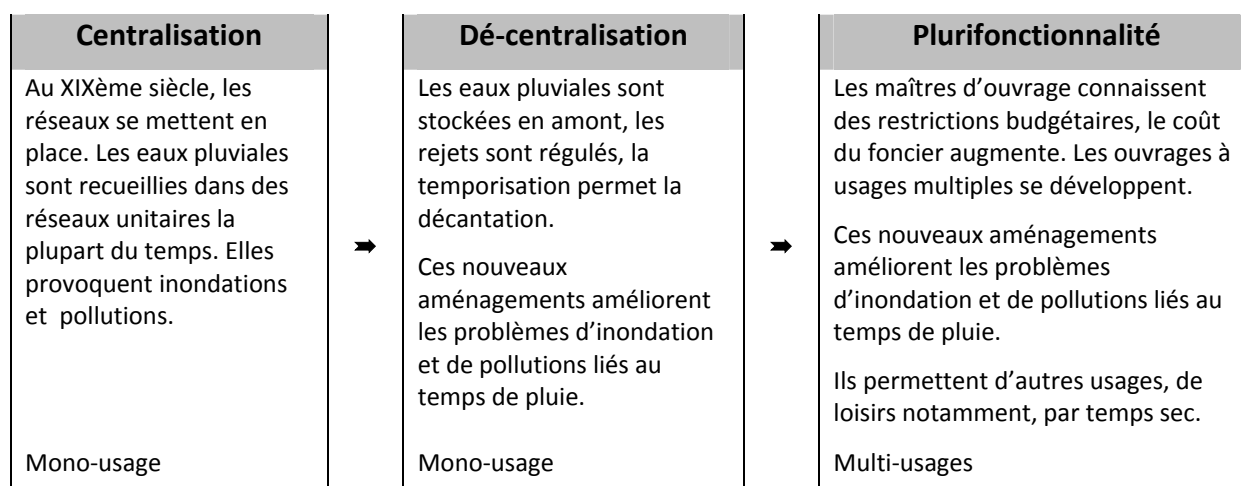 Centralisation
Au XIXème siècle, les
réseaux se mettent en
place. Les eaux pluviales
sont recueillies dans des
réseaux unitaires la
plupart du temps. Elles
provoquent inondations
et pollutions.
Mono-usage
➡
Dé-centralisation
Les eaux pluviales sont
stockées en amont, les
rejets sont régulés, la
temporisation permet la
décantation.
Ces nouveaux
aménagements améliorent
les problèmes d’inondation
et de pollutions liés au
temps de pluie.
Mono-usage
➡
Plurifonctionnalité
Les maîtres d’ouvrage connaissent
des restrictions budgétaires, le coût
du foncier augmente. Les ouvrages à
usages multiples se développent.
Ces nouveaux aménagements
améliorent les problèmes
d’inondation et de pollutions liés au
temps de pluie.
Ils permettent d’autres usages, de
loisirs notamment, par temps sec.
Multi-usages